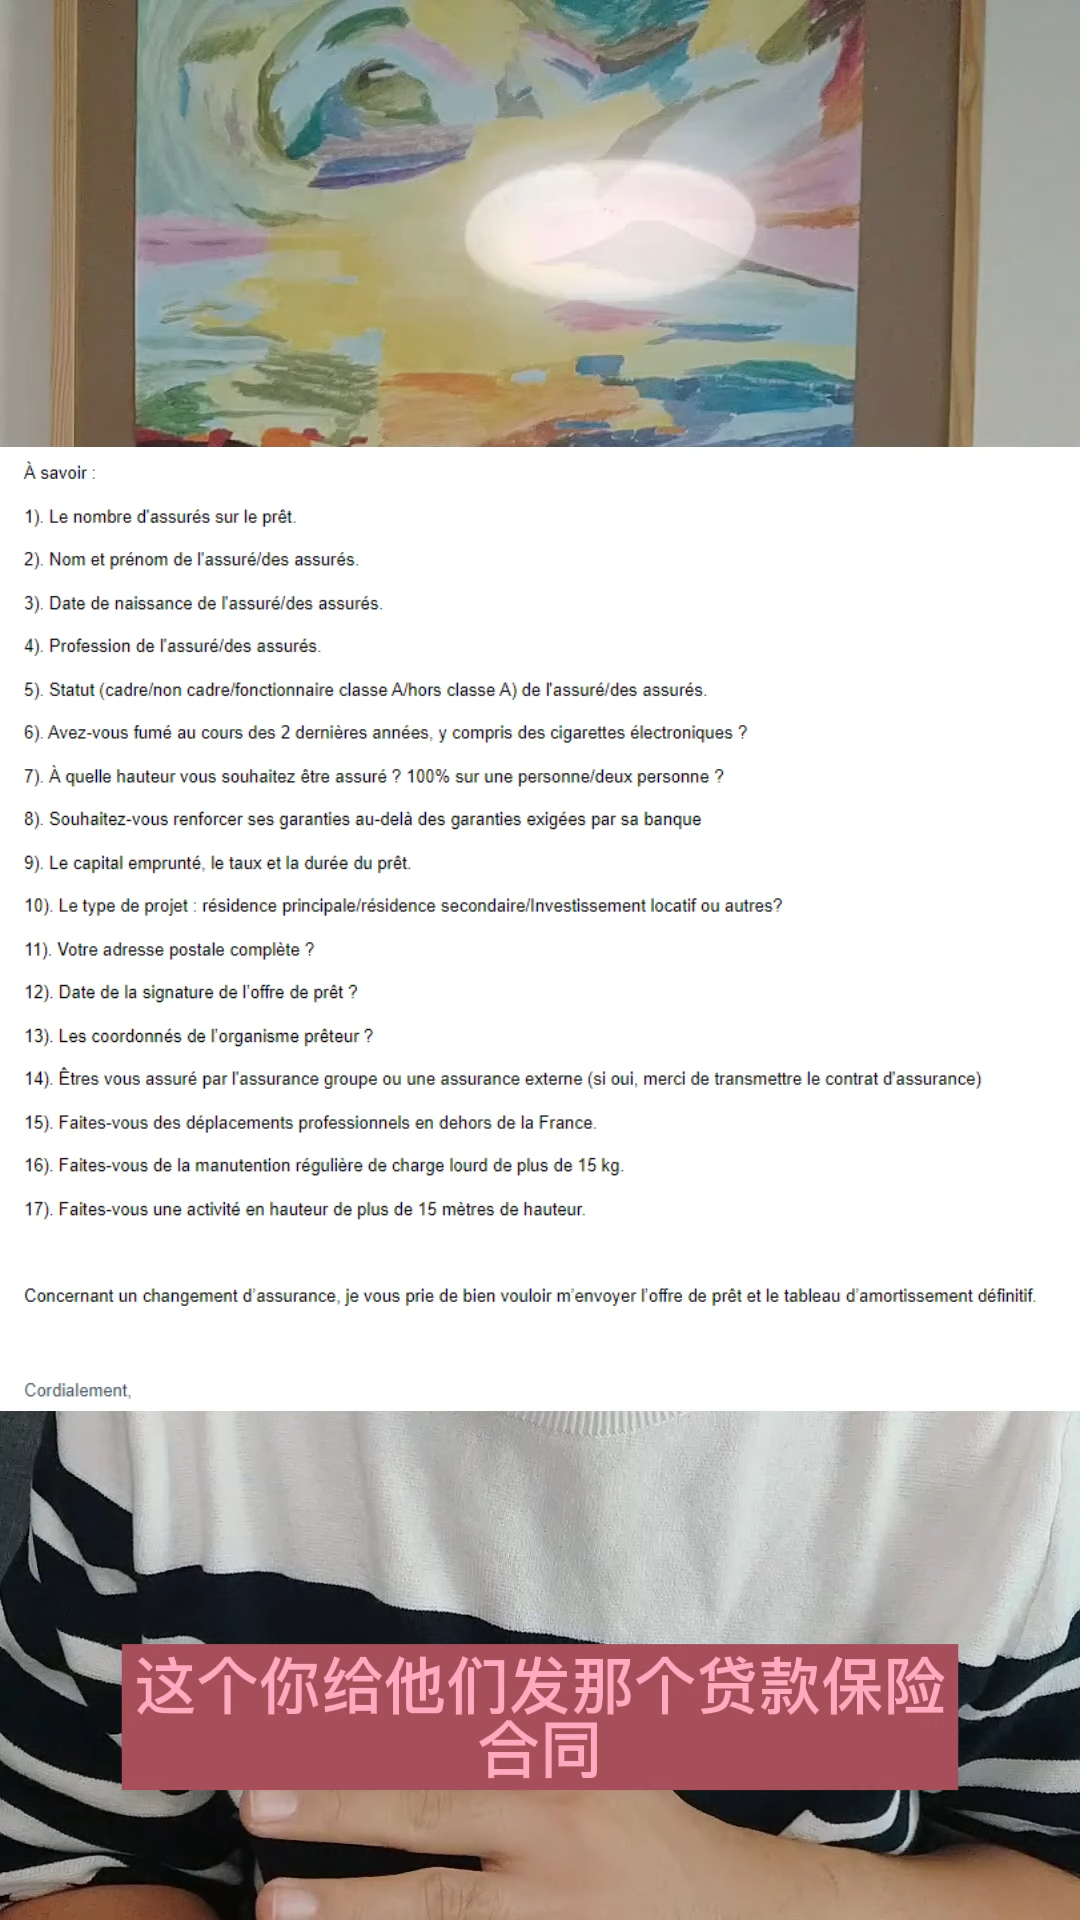 À savoir :
1). Le nombre d'assurés sur le prêt.
2). Nom et prénom de l'assuré/des assurés.
3). Date de naissance de l'assuré/des assurés.
4). Profession de l'assuré/des assurés.
5). Statut (cadre/non cadre/fonctionnaire classe A/hors classe A) de l'assuré/des assurés.
6). Avez-vous fumé au cours des 2 dernières années, y compris des cigarettes électroniques ?
7). À quelle hauteur vous souhaitez être assuré ? 100% sur une personne/deux personne ?
8). Souhaitez-vous renforcer ses garanties au-delà des garanties exigées par sa banque
9). Le capital emprunté, le taux et la durée du prêt.
10). Le type de projet : résidence principale/résidence secondaire/Investissement locatif ou autres?
11). Votre adresse postale complète ?
12). Date de la signature de l'offre de prêt ?
13). Les coordonnés de l'organisme prêteur ?
14). Êtres vous assuré par l'assurance groupe ou une assurance externe (si oui, merci de transmettre le contrat d'assurance)
15). Faites-vous des déplacements professionnels en dehors de la France.
16). Faites-vous de la manutention régulière de charge lourd de plus de 15 kg.
17). Faites-vous une activité en hauteur de plus de 15 mètres de hauteur.
Concernant un changement d'assurance, je vous prie de bien vouloir m'envoyer l'offre de prêt et le tableau d'amortissement définitif.
Cordialement,
这个你给他们发那个贷款保险
合同